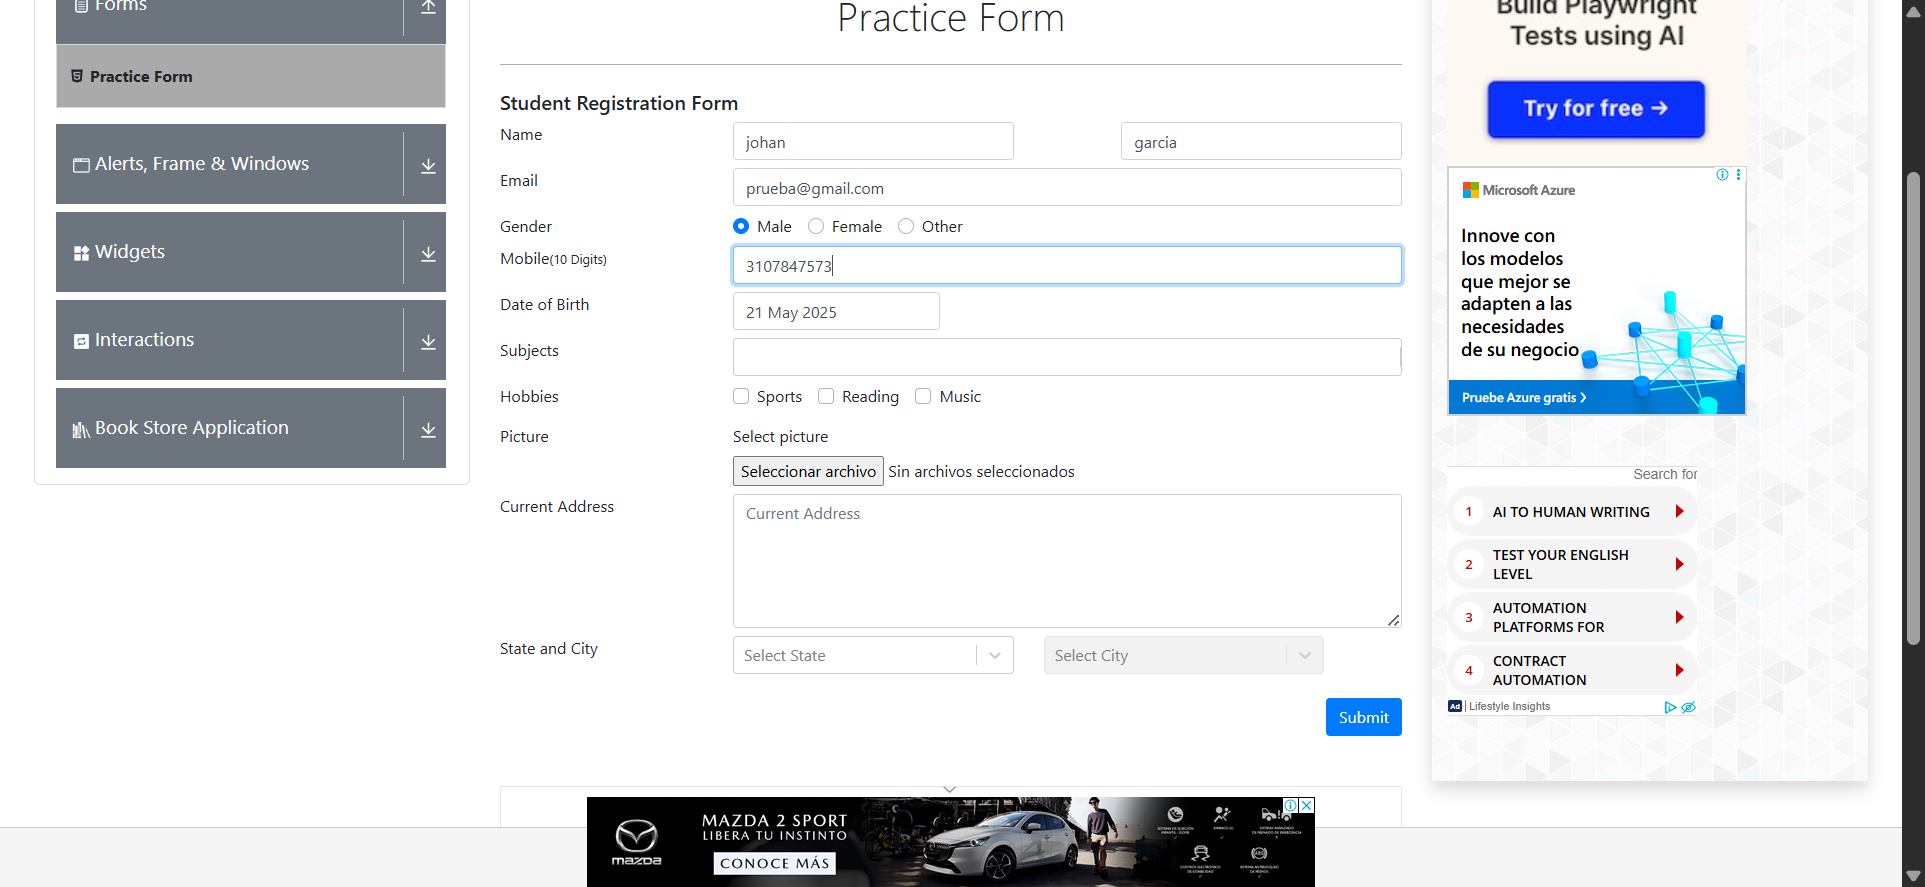 Forms
Practice Form
Alerts, Frame & Windows
Widgets
Interactions
Book Store Application
Practice Form
Student Registration Form
Name
johan
garcia
Email
prueba@gmail.com
Gender
Male
Female
Other
Mobile(10 Digits)
3107847573
Date of Birth
21 May 2025
Subjects
Hobbies
Sports
Reading
Music
Picture
Select picture
Seleccionar archivo Sin archivos seleccionados
Current Address
Current Address
State and City
Select State
Select City
Submit
Build Playwright
Tests using AI
Try for free →
Microsoft Azure
Innove con
los modelos
que mejor se
adapten a las
necesidades
de su negocio
Pruebe Azure gratis >
Search for
1 AI TO HUMAN WRITING
2 TEST YOUR ENGLISH
LEVEL
3 AUTOMATION
PLATFORMS FOR
4 CONTRACT
AUTOMATION
Ad | Lifestyle Insights
mazda
MAZDA 2 SPORT
LIBERA TU INSTINTO
CONOCE MÁS